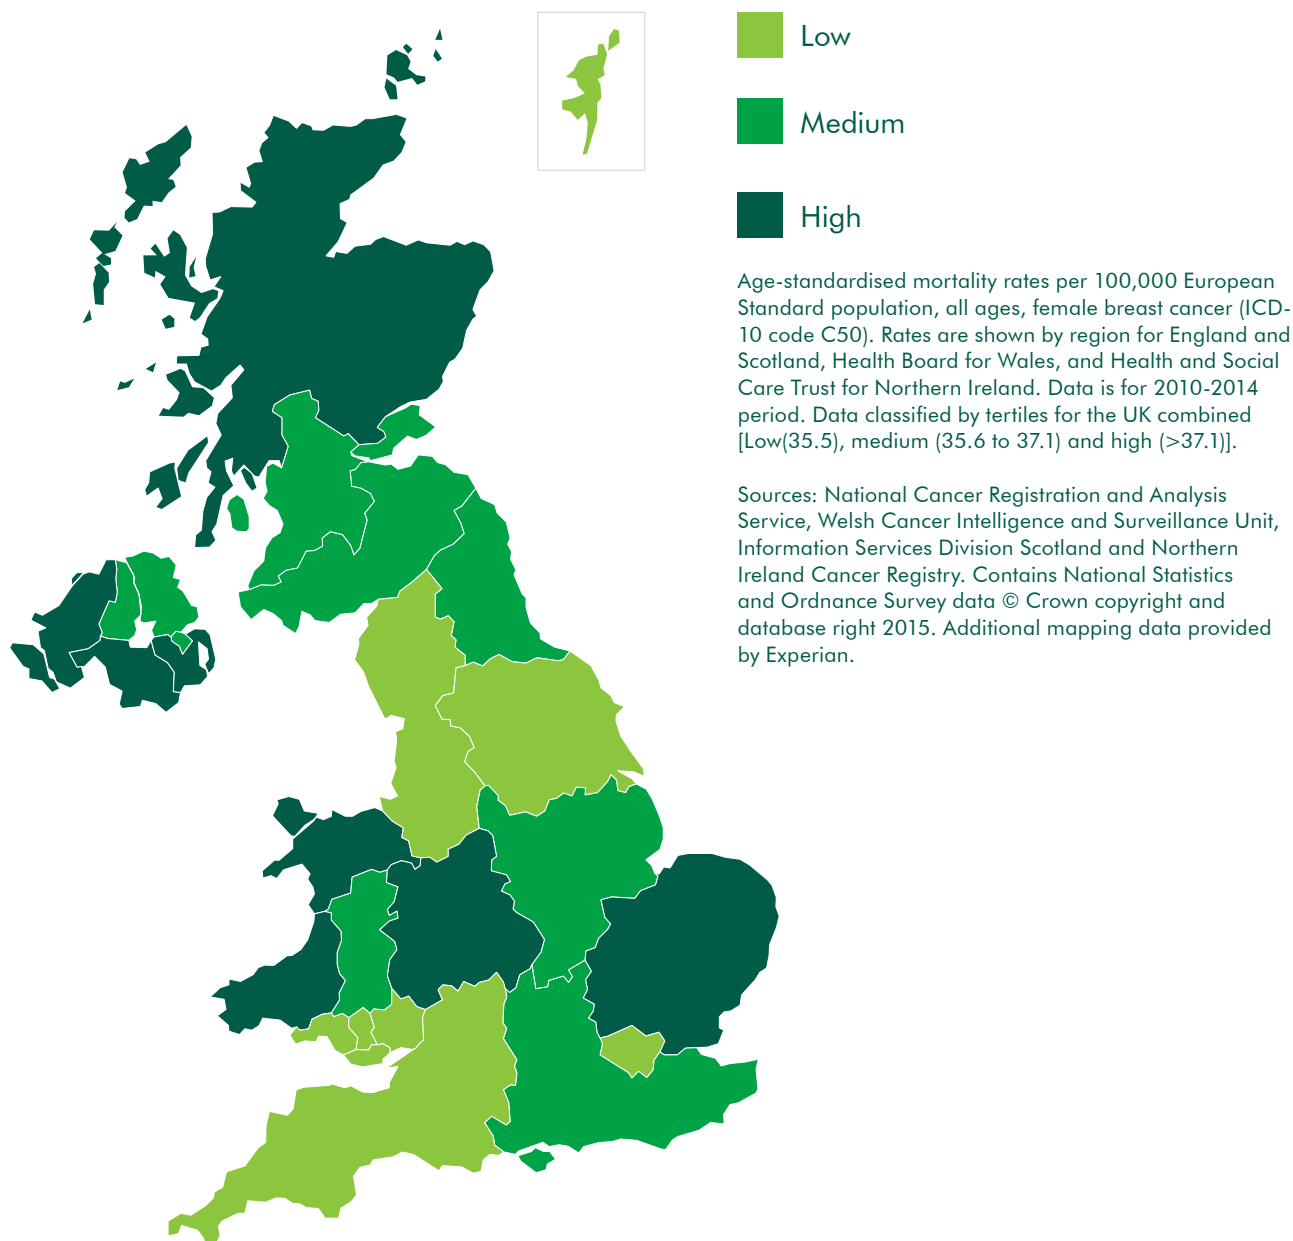 Low
Medium
High
Age-standardised mortality rates per 100,000 European
Standard population, all ages, female breast cancer (ICD-
10 code C50). Rates are shown by region for England and
Scotland, Health Board for Wales, and Health and Social
Care Trust for Northern Ireland. Data is for 2010-2014
period. Data classified by tertiles for the UK combined
[Low(35.5), medium (35.6 to 37.1) and high (>37.1)].
Sources: National Cancer Registration and Analysis
Service, Welsh Cancer Intelligence and Surveillance Unit,
Information Services Division Scotland and Northern
Ireland Cancer Registry. Contains National Statistics
and Ordnance Survey data © Crown copyright and
database right 2015. Additional mapping data provided
by Experian.